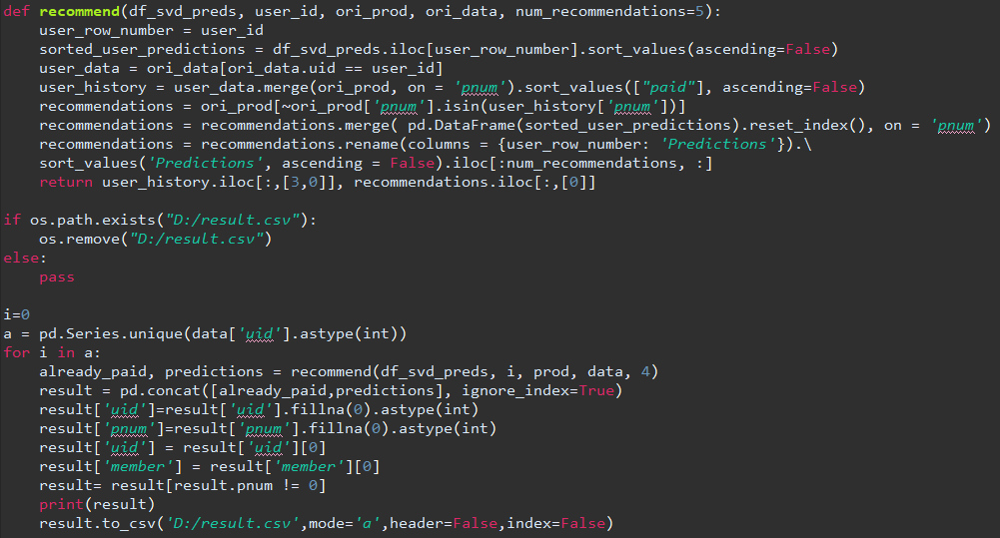 def recommend(df_svd_preds, user_id, ori_prod, ori_data, num_recommendations=5):
    user_row_number = user_id
    sorted_user_predictions = df_svd_preds.iloc[user_row_number].sort_values(ascending=False)
    user_data = ori_data[ori_data.uid == user_id]
    user_history = user_data.merge(ori_prod, on = 'pnum').sort_values(["paid"], ascending=False)
    recommendations = ori_prod[~ori_prod['pnum'].isin(user_history['pnum'])]
    recommendations = recommendations.merge( pd.DataFrame(sorted_user_predictions).reset_index(), on = 'pnum')
    recommendations = recommendations.rename(columns = {user_row_number: 'Predictions'}).\
    sort_values('Predictions', ascending = False).iloc[:num_recommendations, :]
    return user_history.iloc[:,[3,0]], recommendations.iloc[:,[0]]

if os.path.exists("D:/result.csv"):
    os.remove("D:/result.csv")
else:
    pass

i=0
a = pd.Series.unique(data['uid'].astype(int))
for i in a:
    already_paid, predictions = recommend(df_svd_preds, i, prod, data, 4)
    result = pd.concat([already_paid,predictions], ignore_index=True)
    result['uid']=result['uid'].fillna(0).astype(int)
    result['pnum']=result['pnum'].fillna(0).astype(int)
    result['uid'] = result['uid'][0]
    result['member'] = result['member'][0]
    result= result[result.pnum != 0]
    print(result)
    result.to_csv('D:/result.csv',mode='a',header=False,index=False)